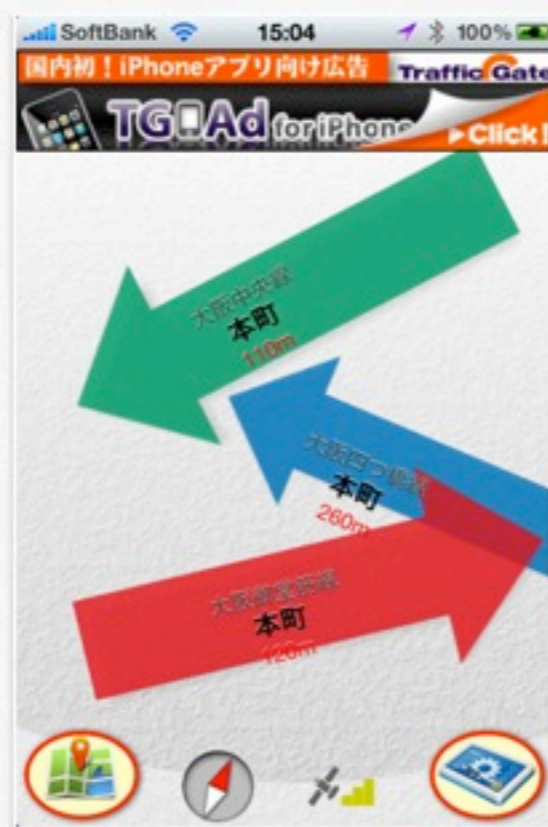 SoftBank 15:04 100%
国内初！iPhoneアプリ向け広告 Traffic Gate
TG Ad for iPhone ▶Click!
大阪中央線
本町
110m
大阪四つ橋線
本町
260m
大阪御堂筋線
本町
120m